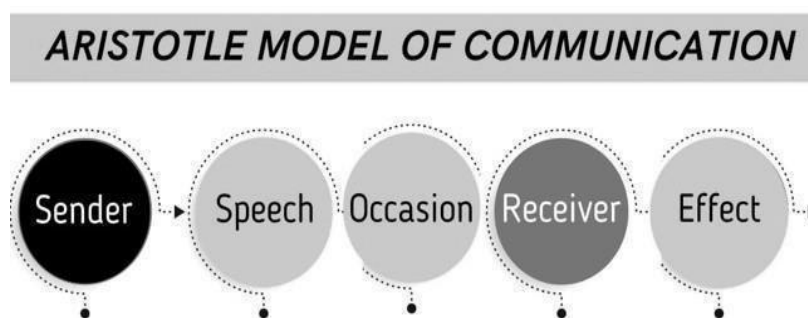 ARISTOTLE MODEL OF COMMUNICATION
Sender Speech Occasion Receiver Effect